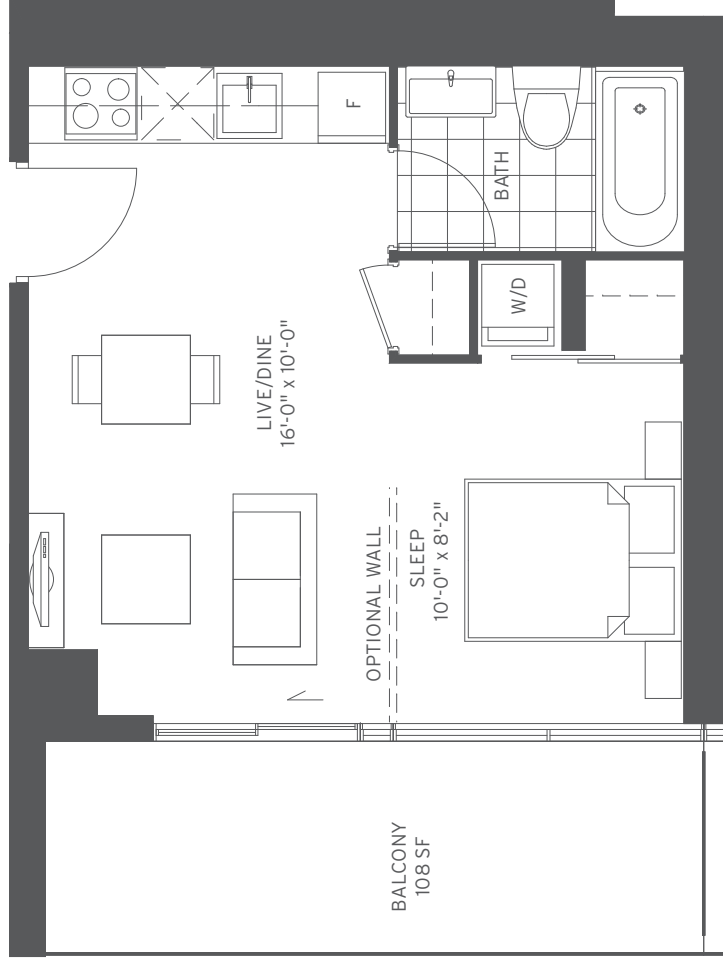 F
BATH
W/D
LIVE/DINE
16'-0" x 10'-0"
OPTIONAL WALL
SLEEP
10'-0" x 8'-2"
BALCONY
108 SF